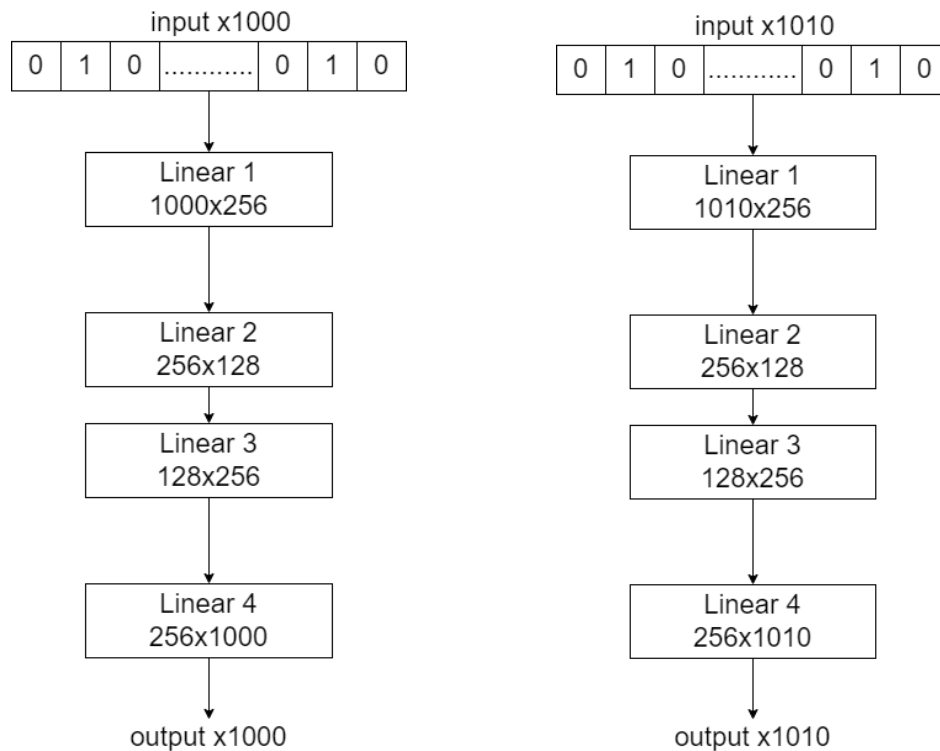 input x1000
0 1 0 ............ 0 1 0
Linear 1
1000x256
Linear 2
256x128
Linear 3
128x256
Linear 4
256x1000
output x1000
input x1010
0 1 0 ............ 0 1 0
Linear 1
1010x256
Linear 2
256x128
Linear 3
128x256
Linear 4
256x1010
output x1010